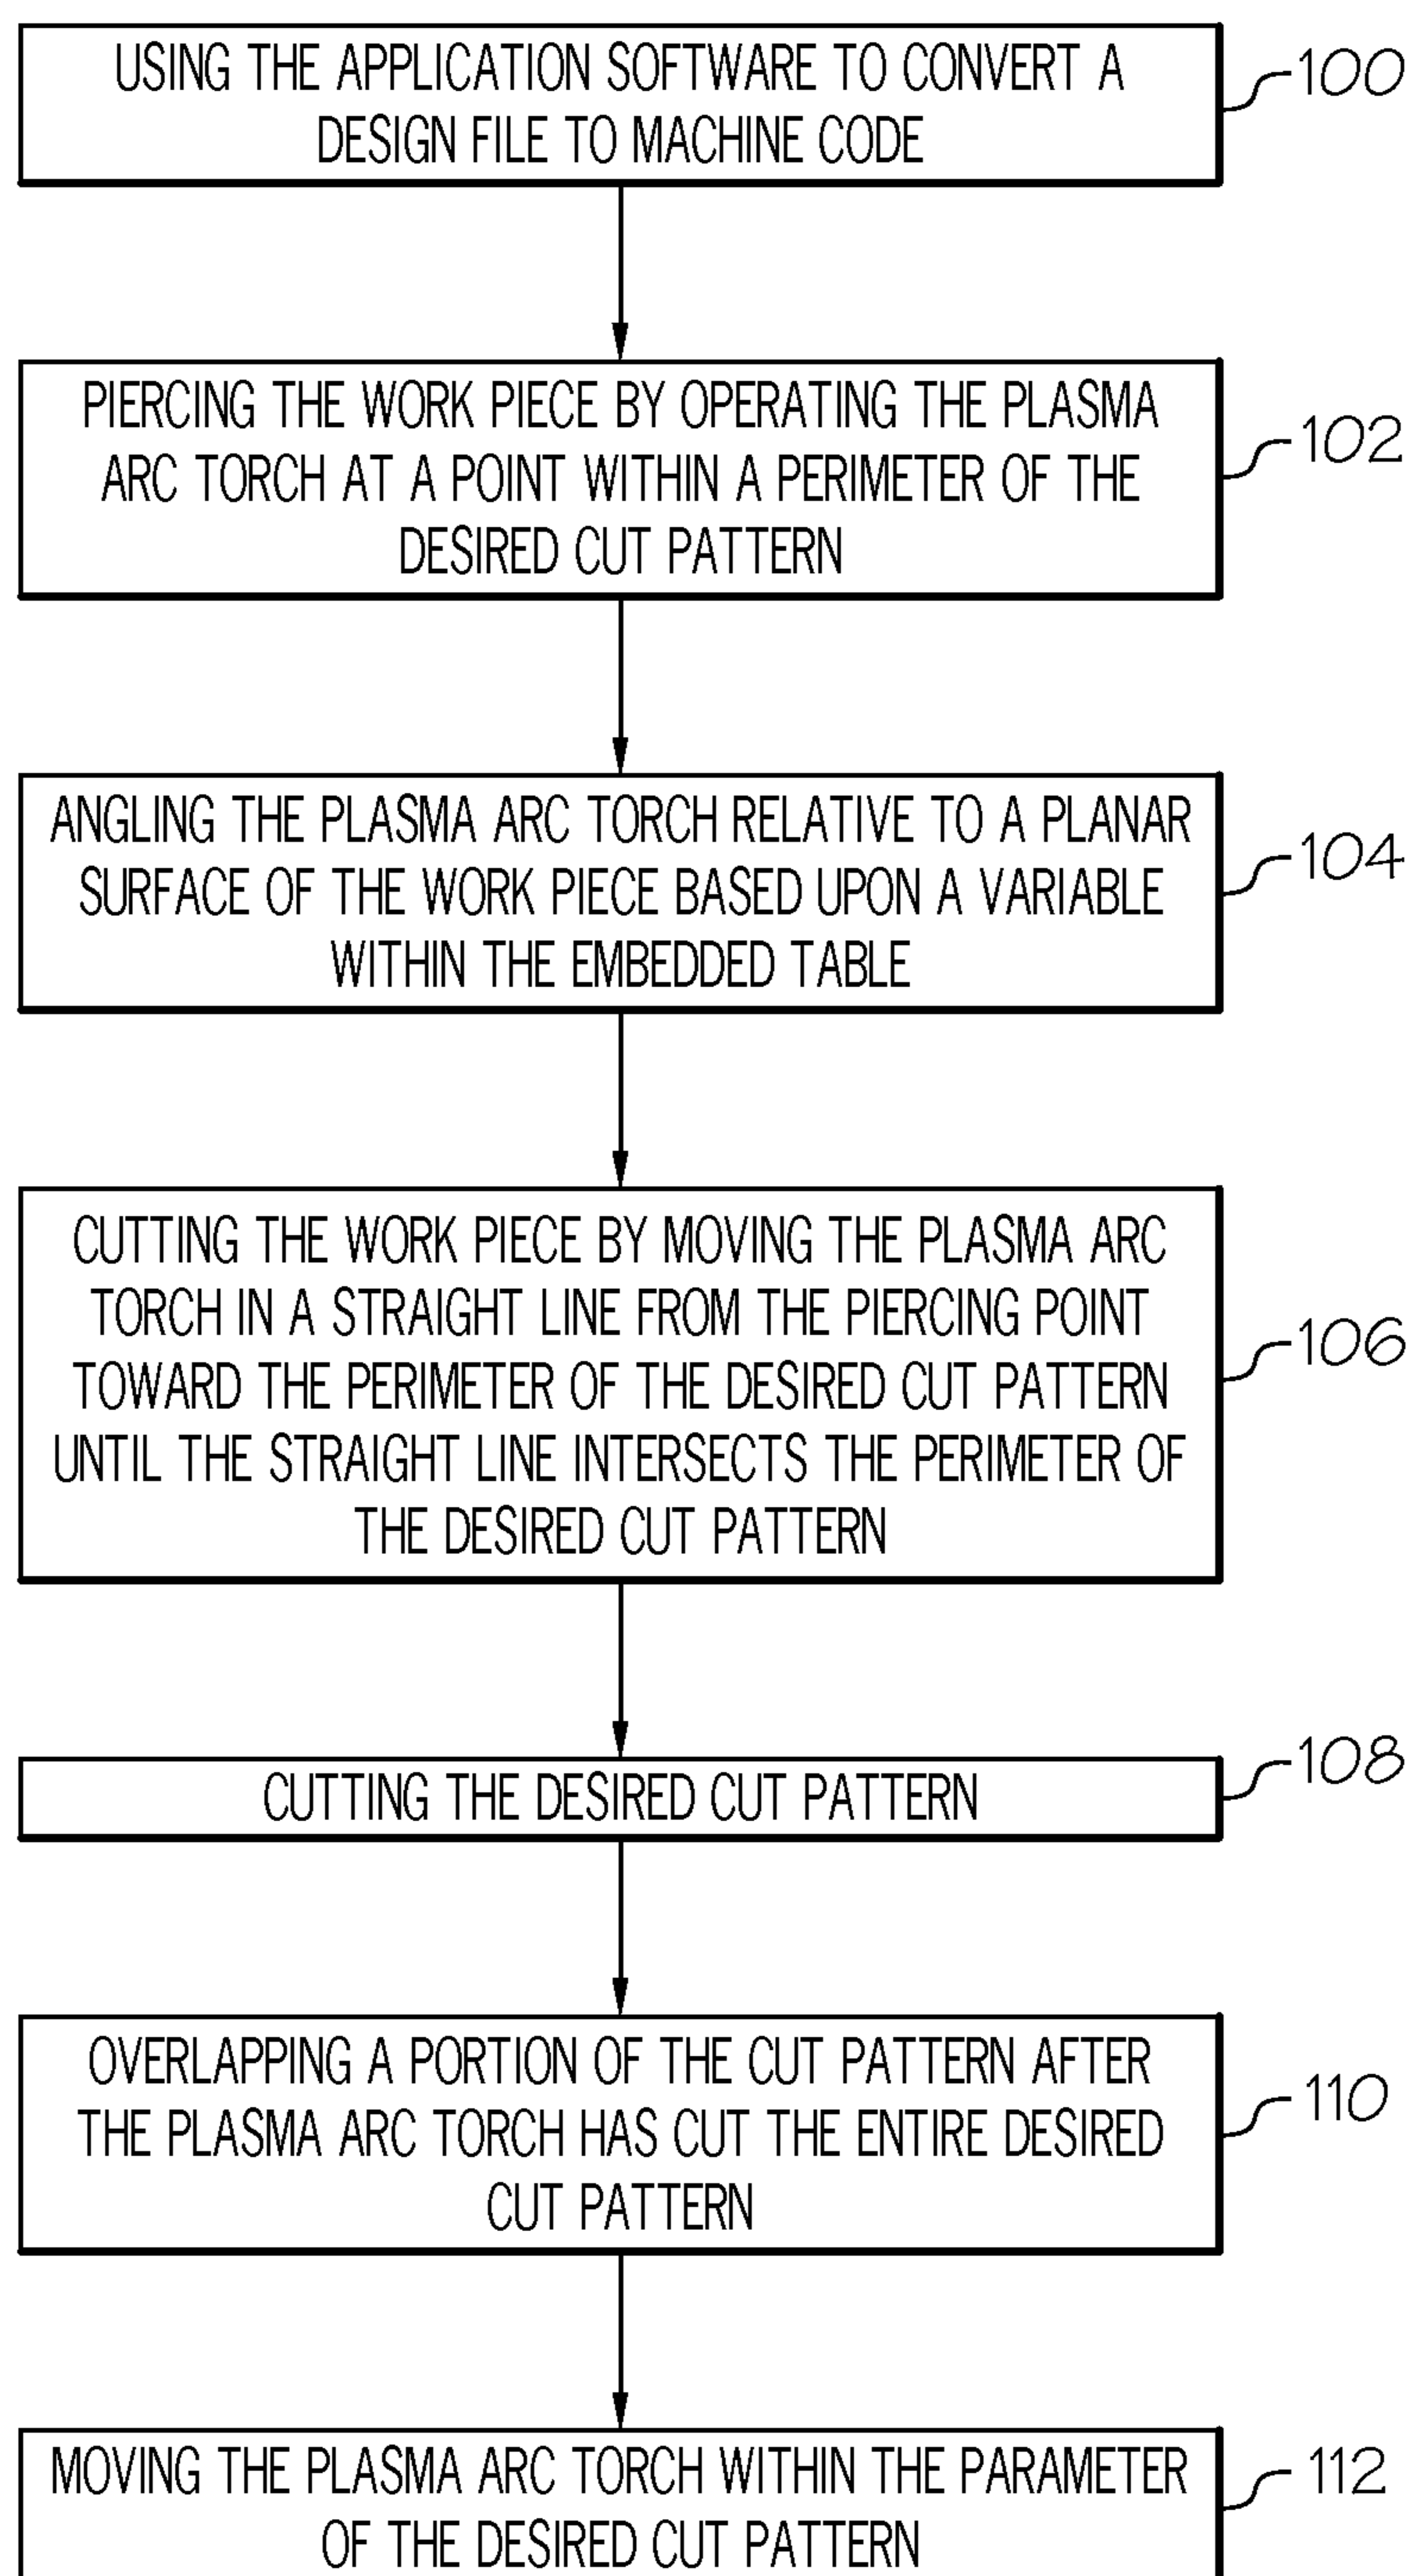 USING THE APPLICATION SOFTWARE TO CONVERT A
DESIGN FILE TO MACHINE CODE
100
PIERCING THE WORK PIECE BY OPERATING THE PLASMA
ARC TORCH AT A POINT WITHIN A PERIMETER OF THE
DESIRED CUT PATTERN
102
ANGLING THE PLASMA ARC TORCH RELATIVE TO A PLANAR
SURFACE OF THE WORK PIECE BASED UPON A VARIABLE
WITHIN THE EMBEDDED TABLE
104
CUTTING THE WORK PIECE BY MOVING THE PLASMA ARC
TORCH IN A STRAIGHT LINE FROM THE PIERCING POINT
TOWARD THE PERIMETER OF THE DESIRED CUT PATTERN
UNTIL THE STRAIGHT LINE INTERSECTS THE PERIMETER OF
THE DESIRED CUT PATTERN
106
CUTTING THE DESIRED CUT PATTERN
108
OVERLAPPING A PORTION OF THE CUT PATTERN AFTER
THE PLASMA ARC TORCH HAS CUT THE ENTIRE DESIRED
CUT PATTERN
110
MOVING THE PLASMA ARC TORCH WITHIN THE PARAMETER
OF THE DESIRED CUT PATTERN
112